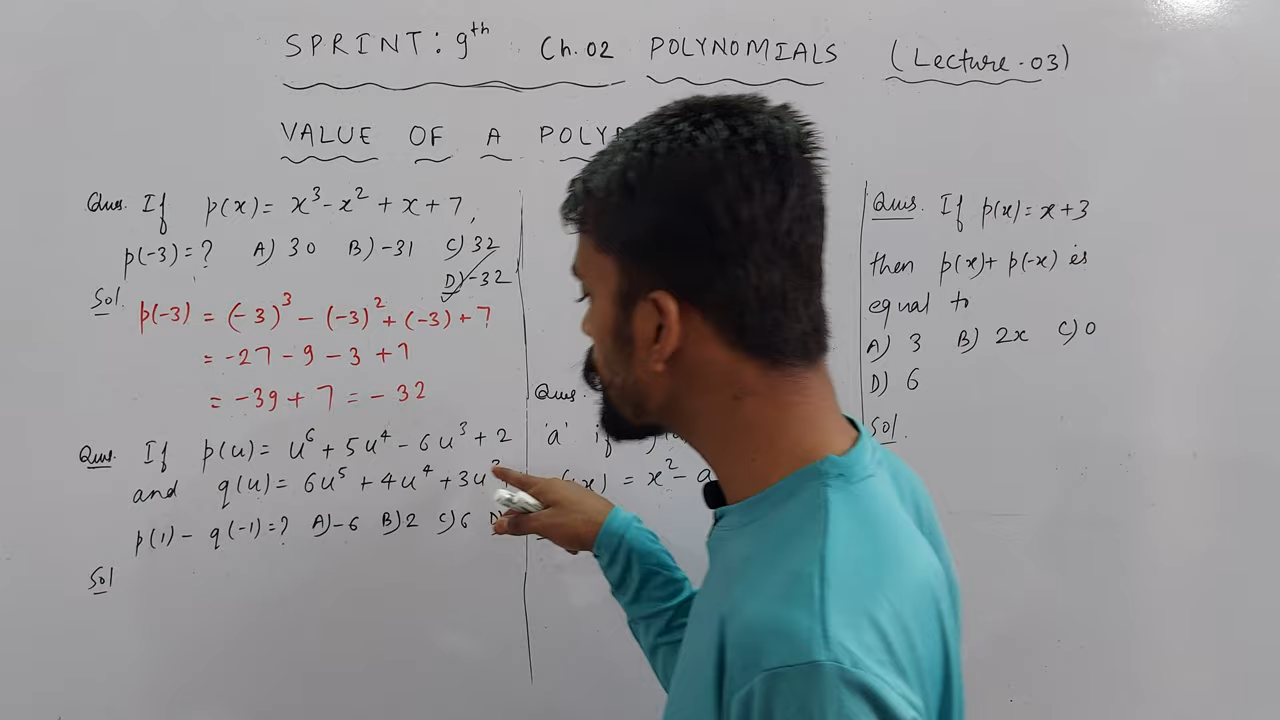 SPRINT: 9th Ch. 02 POLYNOMIALS (Lecture-03)
VALUE OF A
Ques. If p(x) = x³ - x² + x + 7,
p(-3) = ? A) 30 B) -31 C) 32
D) -32
Sol.
p(-3) = (-3)³ - (-3)² + (-3) + 7
= -27 - 9 - 3 + 7
= -39 + 7 = -32
Ques. If p(u) = u⁶ + 5u⁴ - 6u³ + 2
and q(u) = 6u⁵ + 4u⁴ + 3u
p(1) - q(-1) = ? A) -6 B) 2 C) 6
Sol
Ques.
'a' if
= x² - a
Ques. If p(x) = x + 3
then p(x) + p(-x) is
equal to
A) 3 B) 2x C) 0
D) 6
Sol.